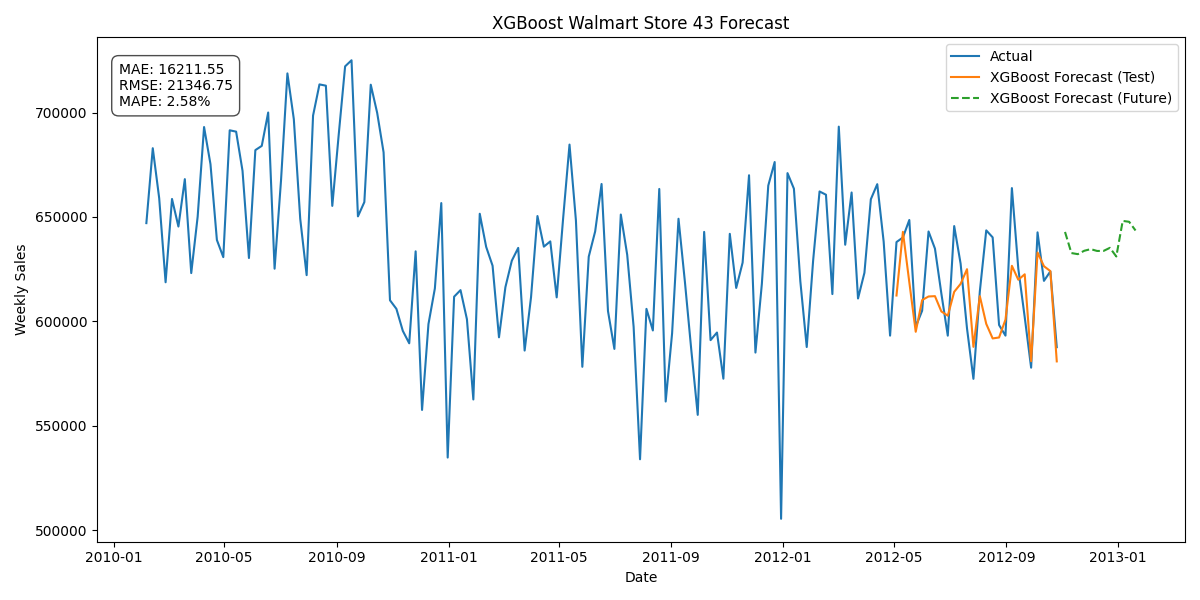 XGBoost Walmart Store 43 Forecast
MAE: 16211.55
RMSE: 21346.75
MAPE: 2.58%
Actual
XGBoost Forecast (Test)
XGBoost Forecast (Future)
Weekly Sales
700000
650000
600000
550000
500000
2010-01 2010-05 2010-09 2011-01 2011-05 2011-09 2012-01 2012-05 2012-09 2013-01
Date